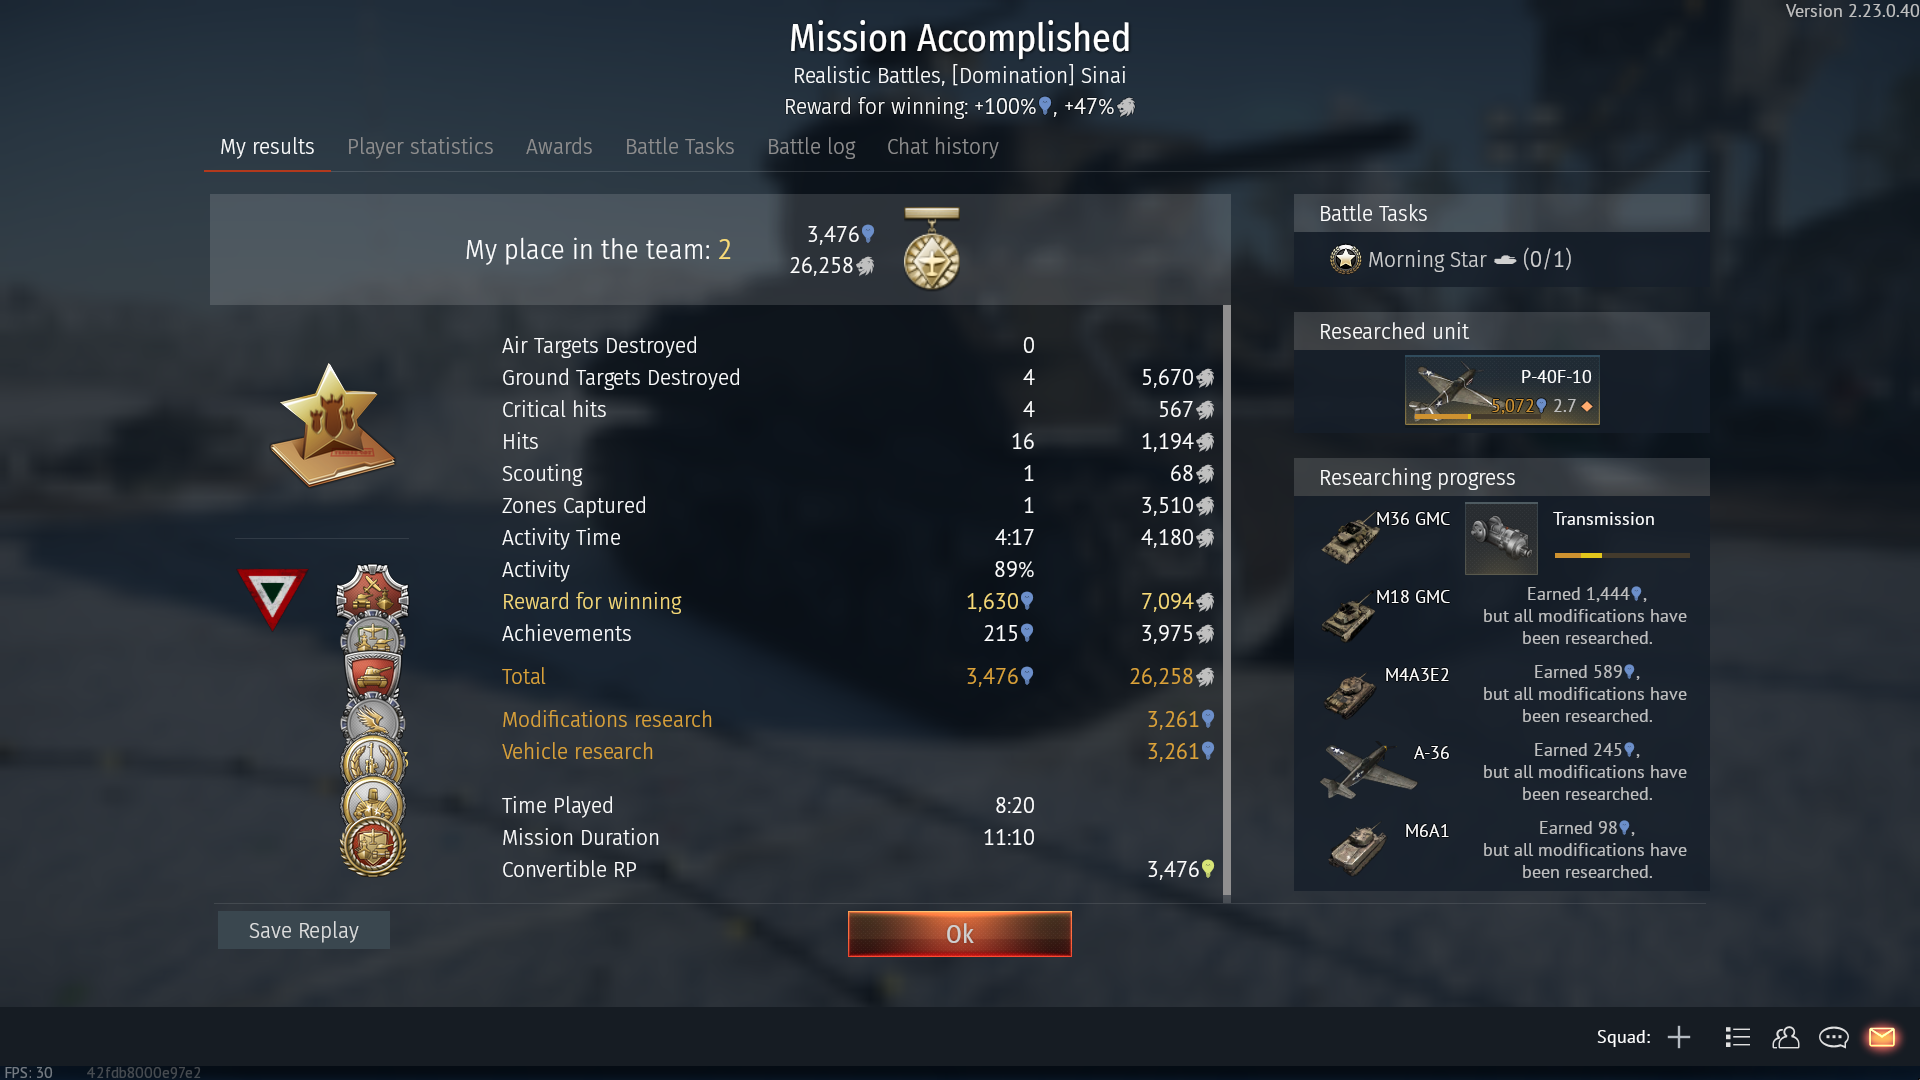 Version 2.23.0.40
Mission Accomplished
Realistic Battles, [Domination] Sinai
Reward for winning: +100%, +47%
My results Player statistics Awards Battle Tasks Battle log Chat history
My place in the team: 2
3,476
26,258
Air Targets Destroyed 0
Ground Targets Destroyed 4 5,670
Critical hits 4 567
Hits 16 1,194
Scouting 1 68
Zones Captured 1 3,510
Activity Time 4:17 4,180
Activity 89%
Reward for winning 1,630 7,094
Achievements 215 3,975
Total 3,476 26,258
Modifications research 3,261
Vehicle research 3,261
Time Played 8:20
Mission Duration 11:10
Convertible RP 3,476
Battle Tasks
Morning Star (0/1)
Researched unit
P-40F-10
5,072 2.7
Researching progress
M36 GMC Transmission
M18 GMC
Earned 1,444,
but all modifications have
been researched.
M4A3E2
Earned 589,
but all modifications have
been researched.
A-36
Earned 245,
but all modifications have
been researched.
M6A1
Earned 98,
but all modifications have
been researched.
Save Replay
Ok
Squad:
FPS: 30 42fdb8000e97e2